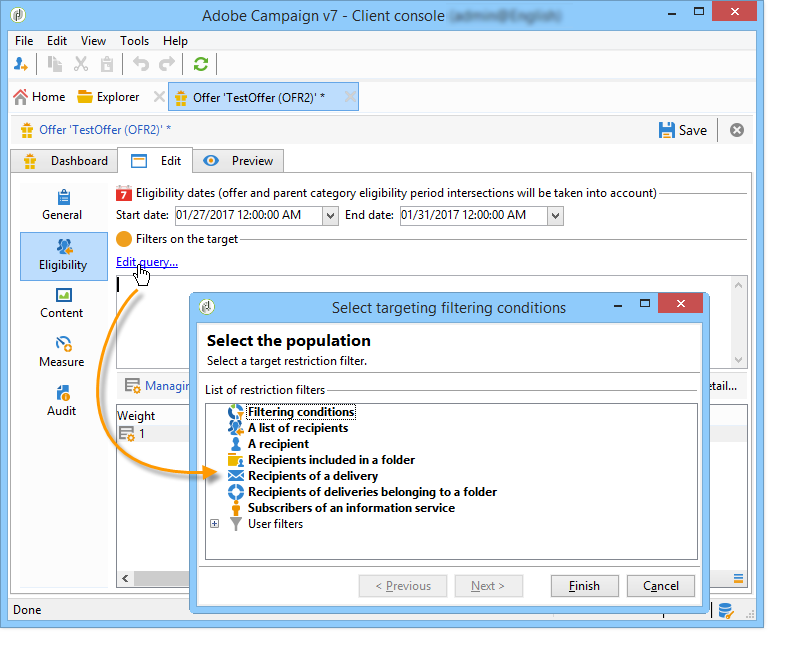 Adobe Campaign v7 - Client console
File Edit View Tools Help
Home Explorer Offer 'TestOffer (OFR2)' *
Offer 'TestOffer (OFR2)' * Save
Dashboard Edit Preview
7 Eligibility dates (offer and parent category eligibility period intersections will be taken into account)
General
Start date: 01/27/2017 12:00:00 AM End date: 01/31/2017 12:00:00 AM
Filters on the target
Eligibility
Edit query...
Content
Measure
Audit
Select targeting filtering conditions
Select the population
Select a target restriction filter.
List of restriction filters
Filtering conditions
A list of recipients
A recipient
Recipients included in a folder
Recipients of a delivery
Recipients of deliveries belonging to a folder
Subscribers of an information service
User filters
< Previous Next > Finish Cancel
Weight
1
Done